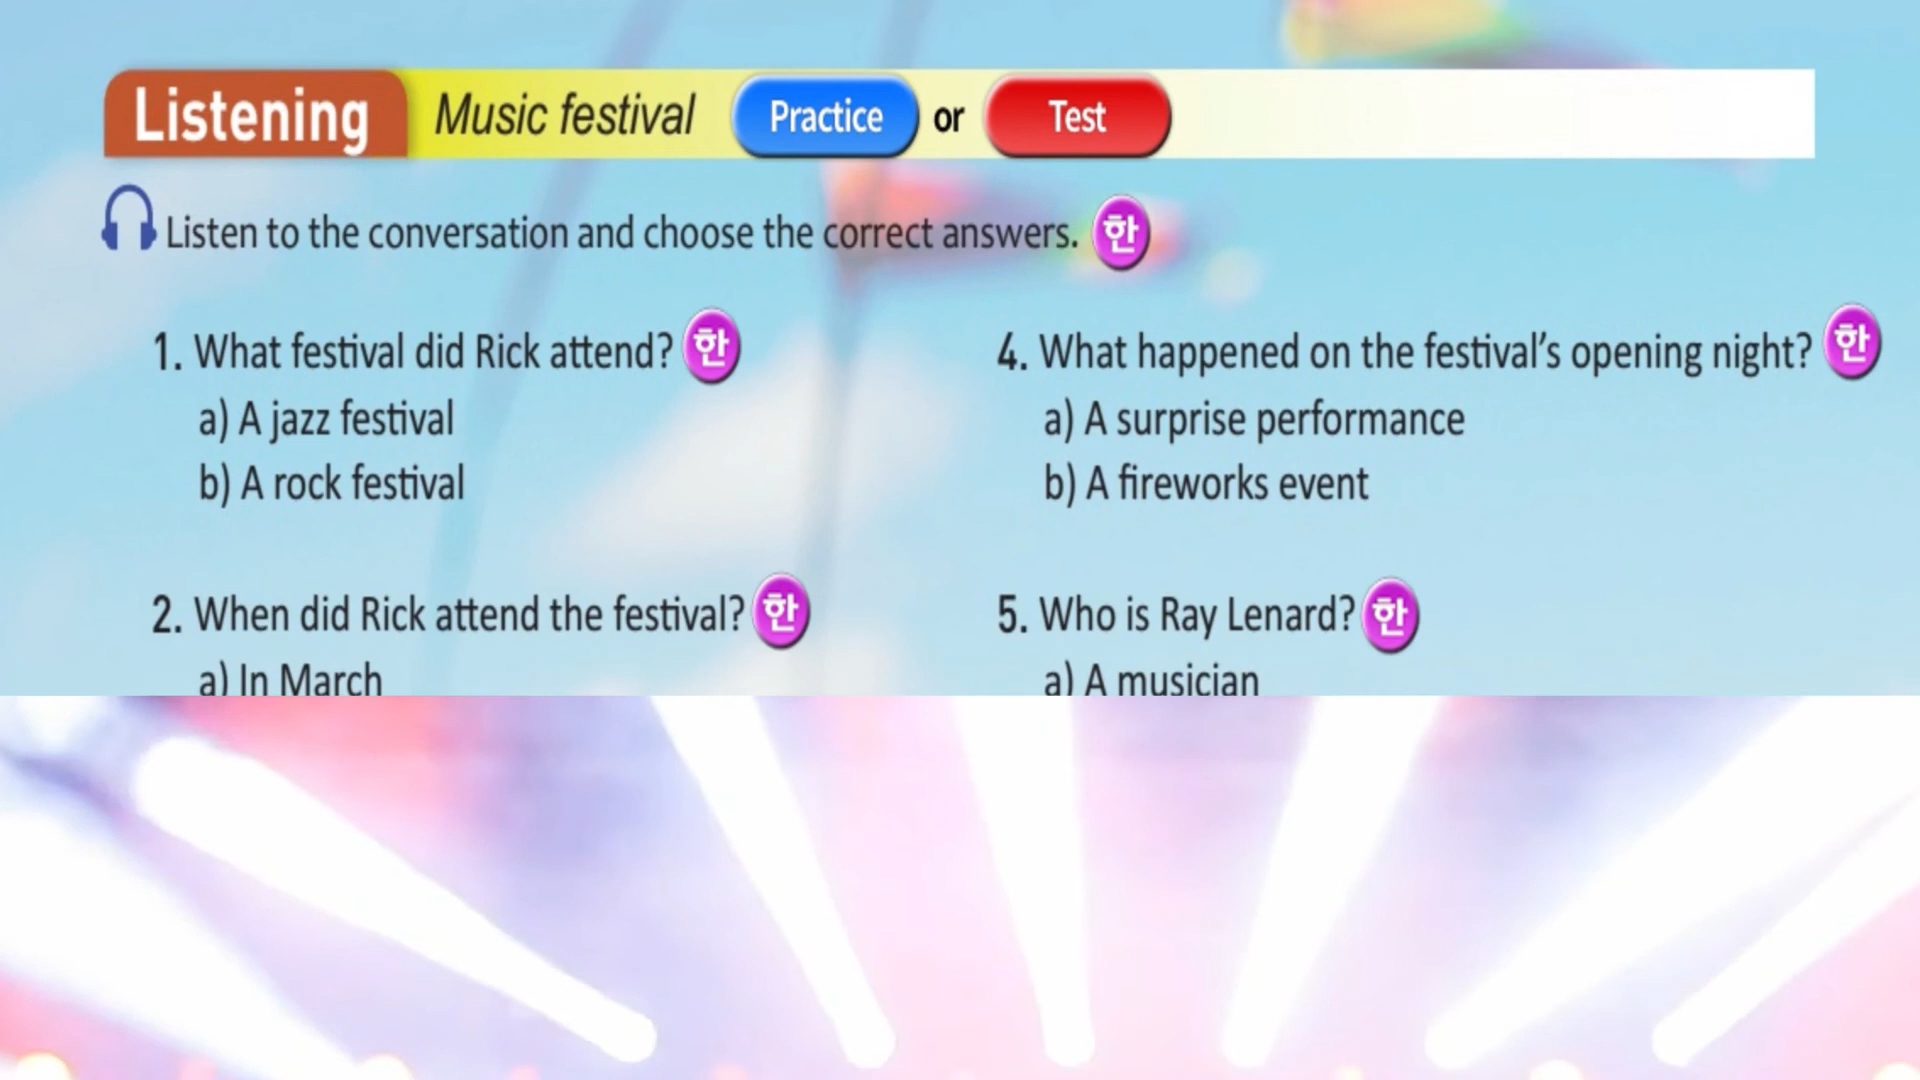 Listening Music festival Practice or Test
Listen to the conversation and choose the correct answers. 한
1. What festival did Rick attend? 한
a) A jazz festival
b) A rock festival
2. When did Rick attend the festival? 한
a) In March
4. What happened on the festival's opening night? 한
a) A surprise performance
b) A fireworks event
5. Who is Ray Lenard? 한
a) A musician